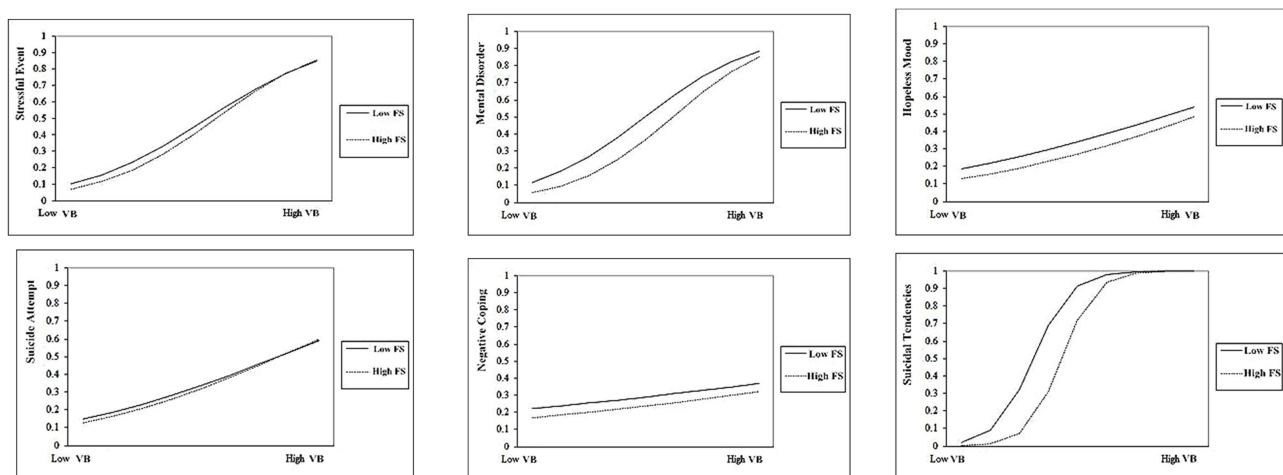 Stressful Event
1
0.9
0.8
0.7
0.6
0.5
0.4
0.3
0.2
0.1
0
Low VB
High VB
Low FS
High FS
Mental Disorder
1
0.9
0.8
0.7
0.6
0.5
0.4
0.3
0.2
0.1
0
Low VB
High VB
Low FS
High FS
Hopeless Mood
1
0.9
0.8
0.7
0.6
0.5
0.4
0.3
0.2
0.1
0
Low VB
High VB
Low FS
High FS
Suicide Attempt
1
0.9
0.8
0.7
0.6
0.5
0.4
0.3
0.2
0.1
0
Low VB
High VB
Low FS
High FS
Negative Coping
1
0.9
0.8
0.7
0.6
0.5
0.4
0.3
0.2
0.1
0
Low VB
High VB
Low FS
High FS
Suicidal Tendencies
1
0.9
0.8
0.7
0.6
0.5
0.4
0.3
0.2
0.1
0
Low VB
High VB
Low FS
High FS